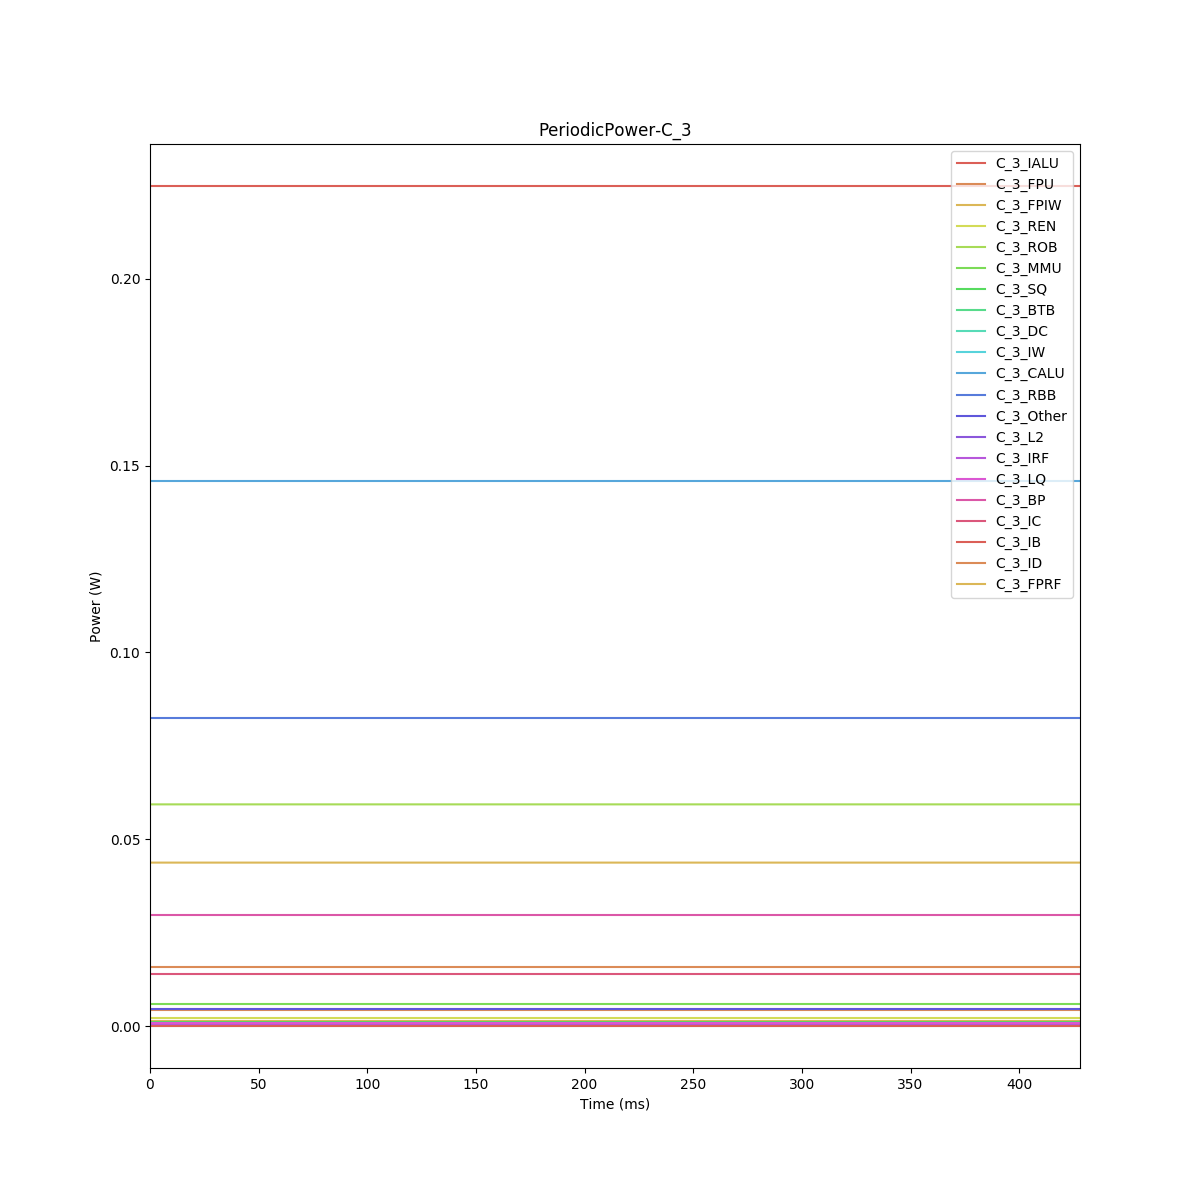 PeriodicPower-C_3
C_3_IALU
C_3_FPU
C_3_FPIW
C_3_REN
C_3_ROB
C_3_MMU
C_3_SQ
C_3_BTB
C_3_DC
C_3_IW
C_3_CALU
C_3_RBB
C_3_Other
C_3_L2
C_3_IRF
C_3_LQ
C_3_BP
C_3_IC
C_3_IB
C_3_ID
C_3_FPRF
0.20
0.15
0.10
0.05
0.00
Power (W)
0 50 100 150 200 250 300 350 400
Time (ms)